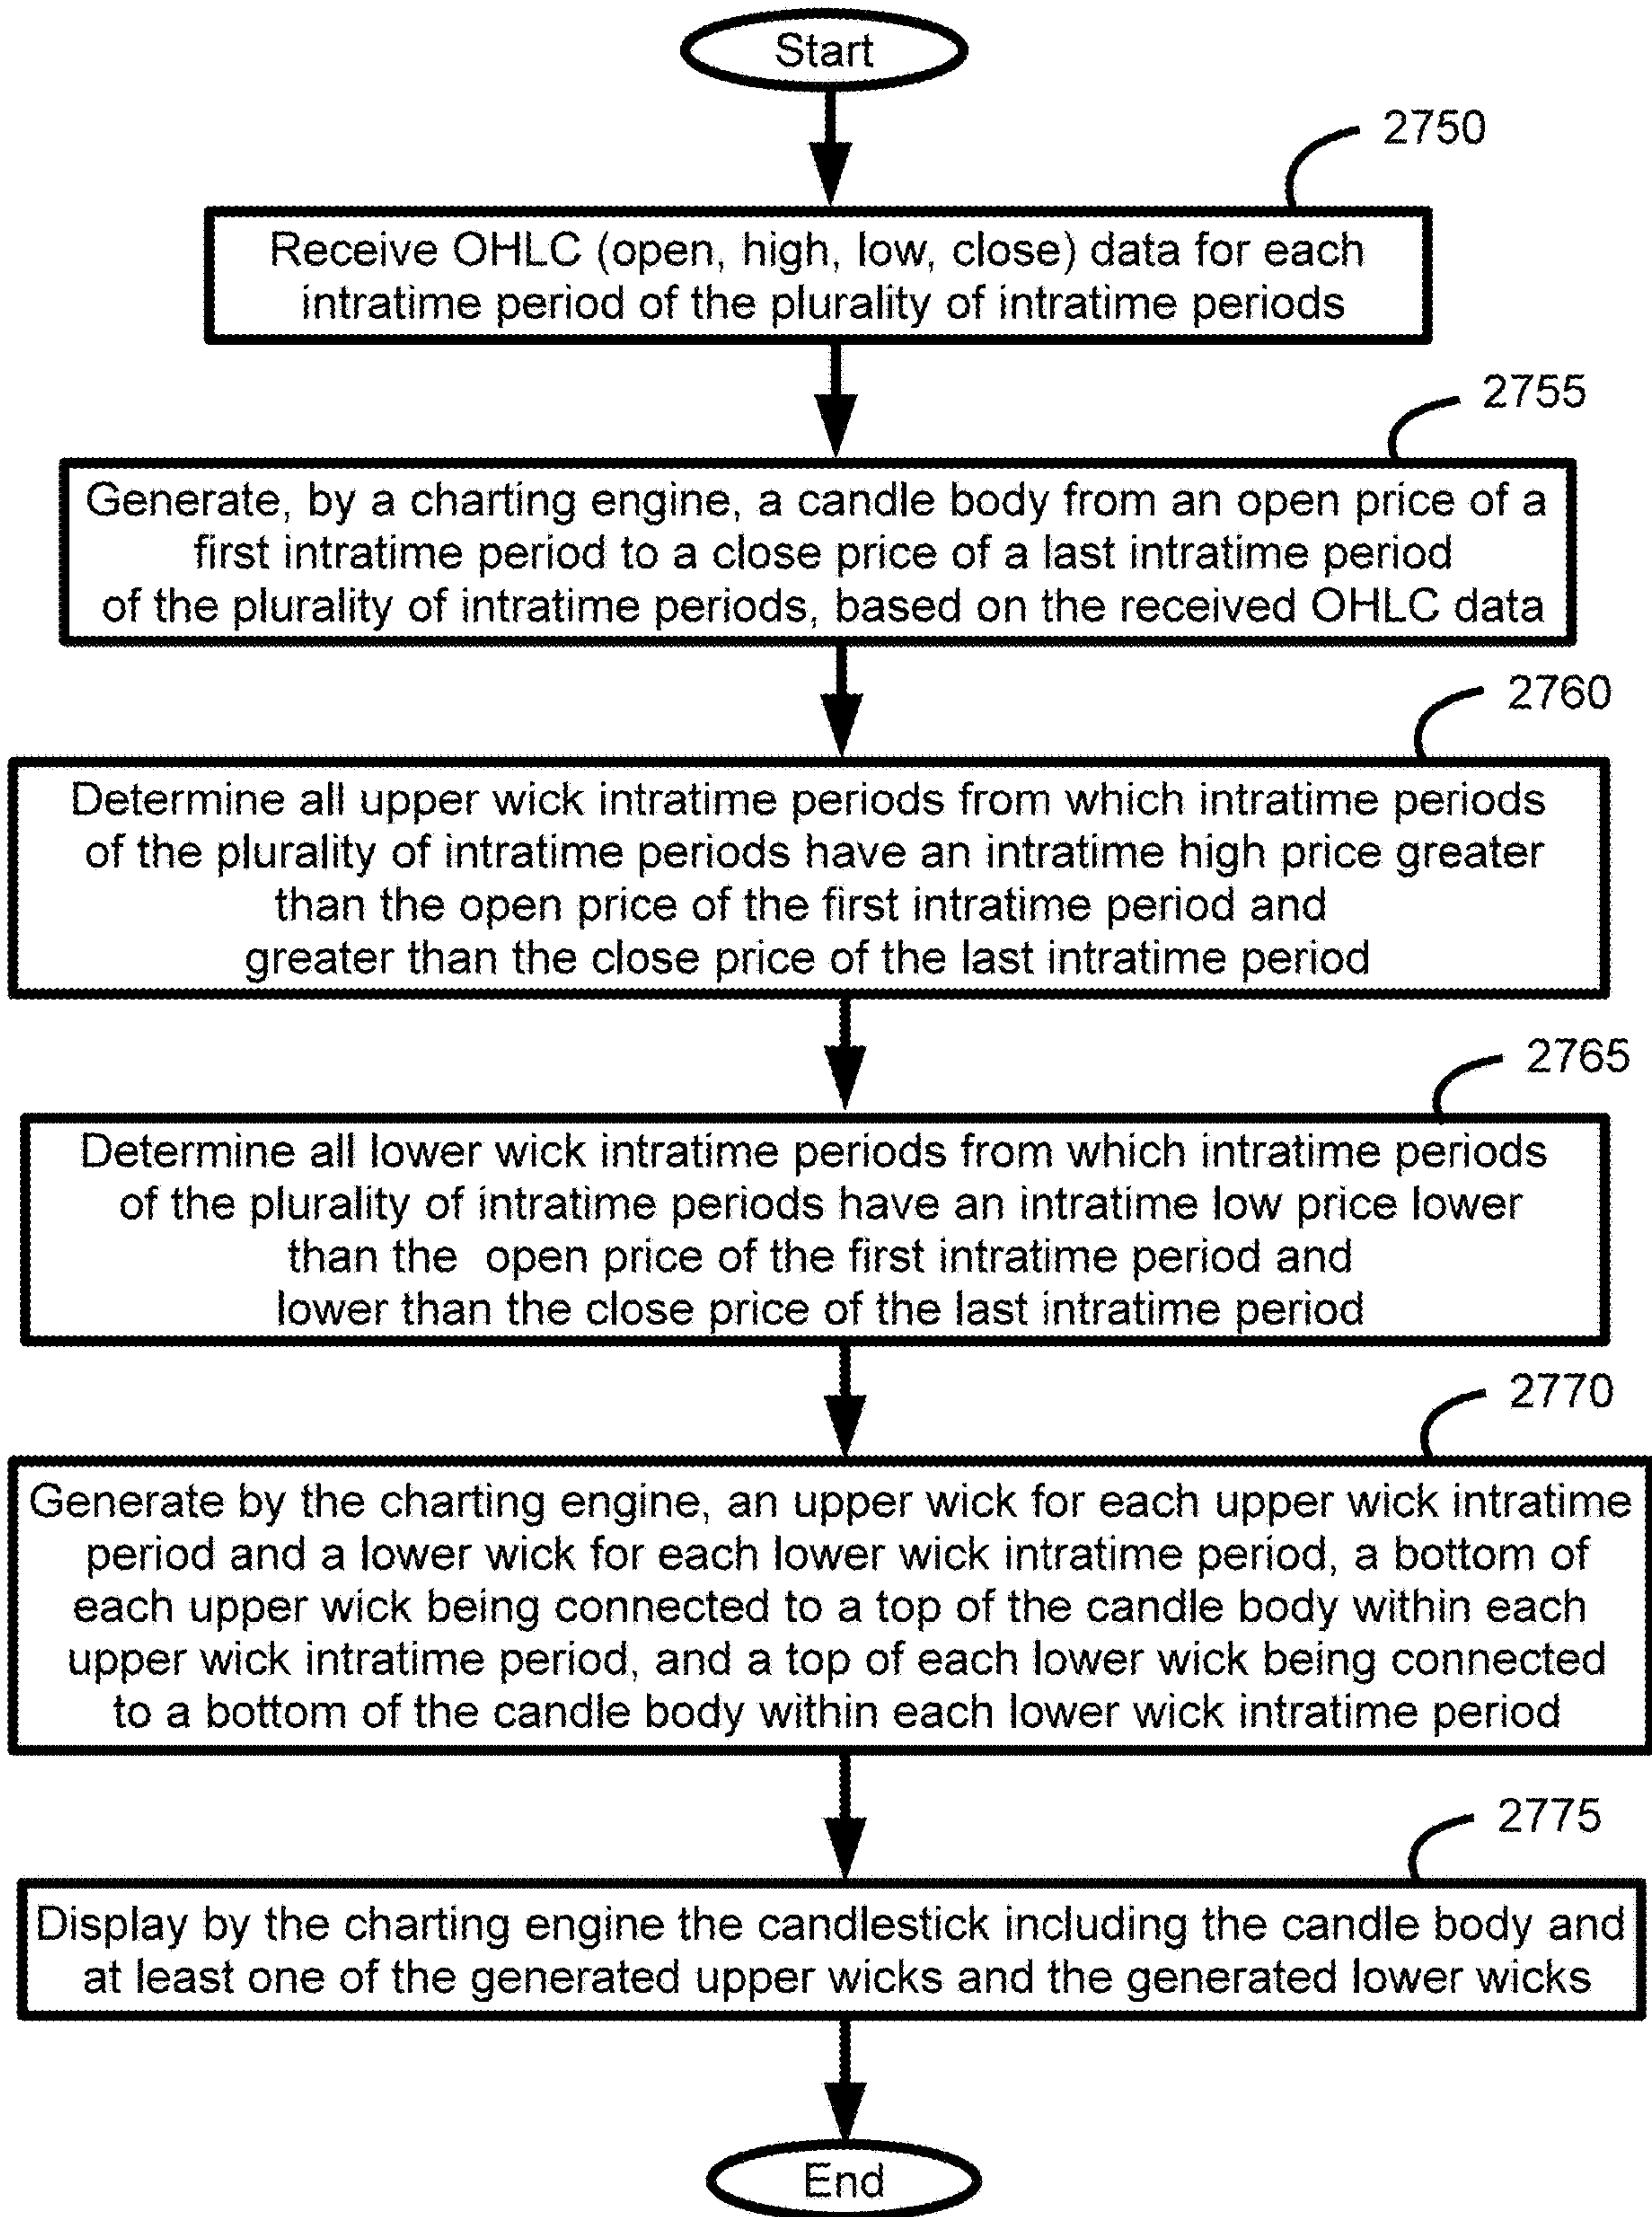 Start
2750
Receive OHLC (open, high, low, close) data for each
intratime period of the plurality of intratime periods
2755
Generate, by a charting engine, a candle body from an open price of a
first intratime period to a close price of a last intratime period
of the plurality of intratime periods, based on the received OHLC data
2760
Determine all upper wick intratime periods from which intratime periods
of the plurality of intratime periods have an intratime high price greater
than the open price of the first intratime period and
greater than the close price of the last intratime period
2765
Determine all lower wick intratime periods from which intratime periods
of the plurality of intratime periods have an intratime low price lower
than the open price of the first intratime period and
lower than the close price of the last intratime period
2770
Generate by the charting engine, an upper wick for each upper wick intratime
period and a lower wick for each lower wick intratime period, a bottom of
each upper wick being connected to a top of the candle body within each
upper wick intratime period, and a top of each lower wick being connected
to a bottom of the candle body within each lower wick intratime period
2775
Display by the charting engine the candlestick including the candle body and
at least one of the generated upper wicks and the generated lower wicks
End